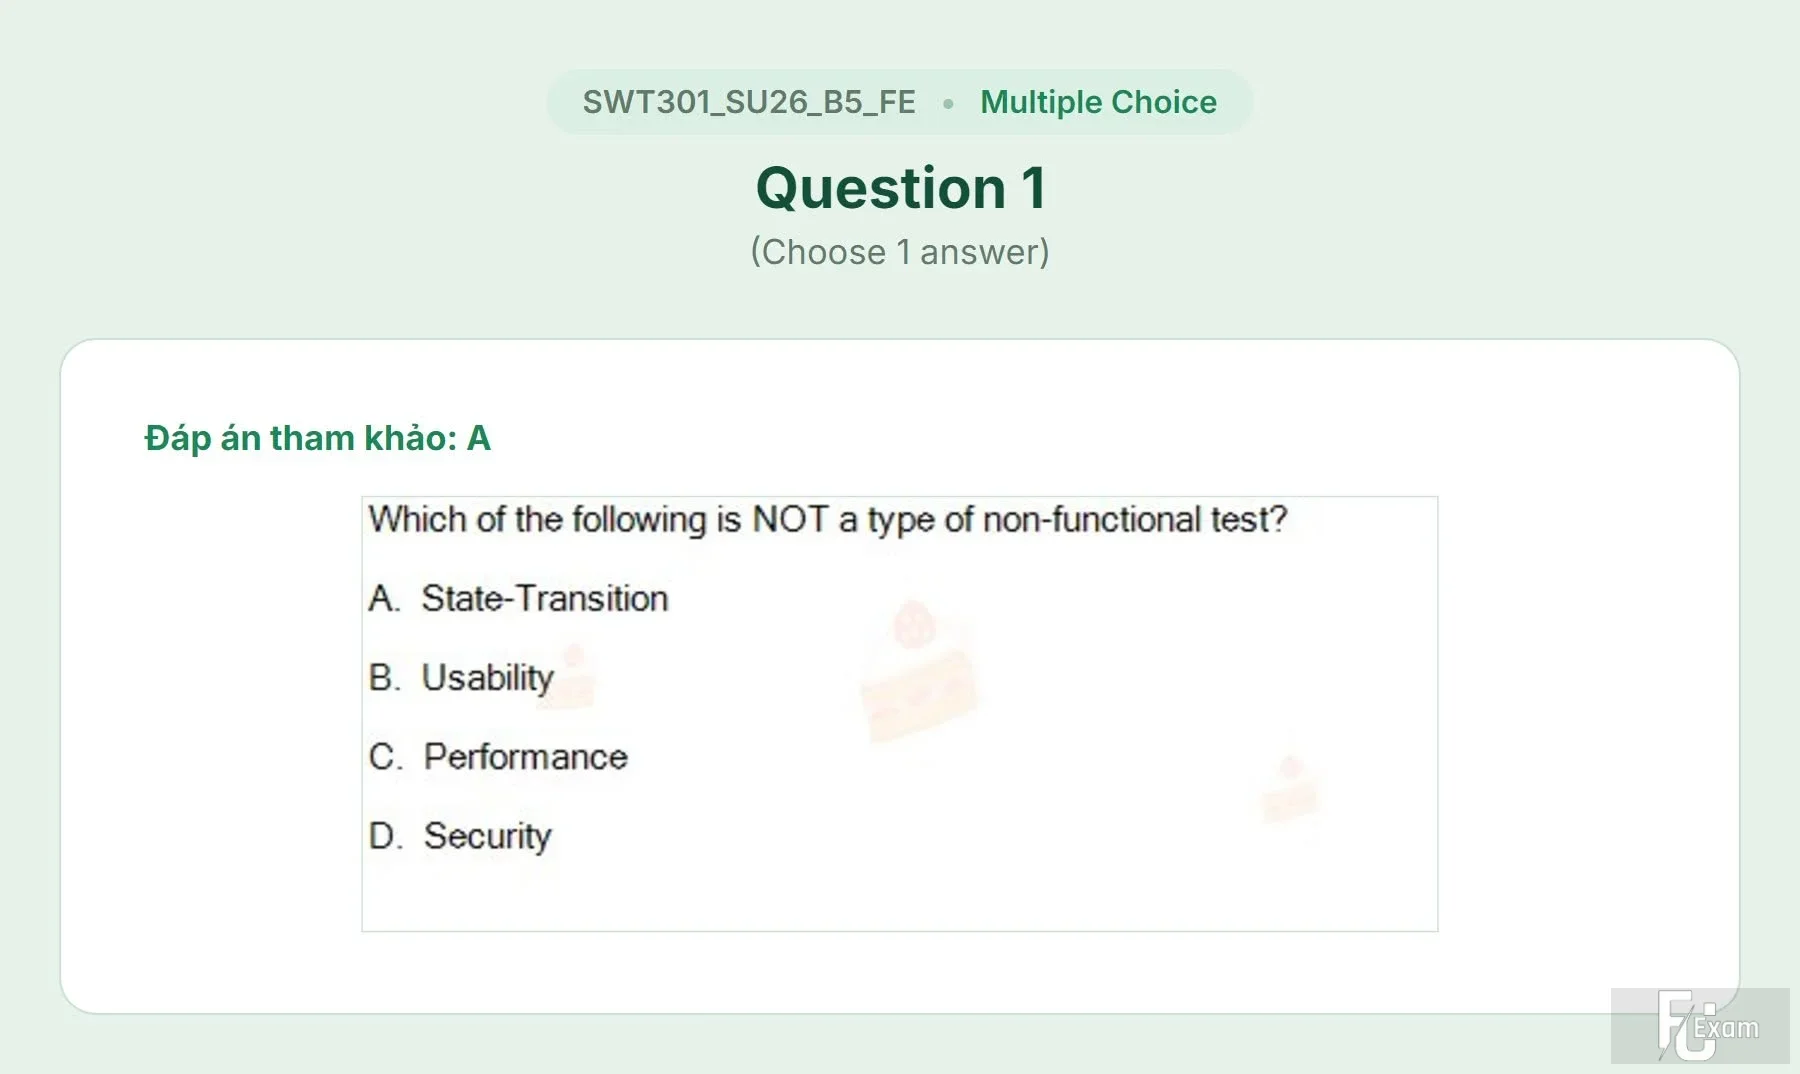 SWT301_SU26_B5_FE • Multiple Choice
Question 1
(Choose 1 answer)
Đáp án tham khảo: A
Which of the following is NOT a type of non-functional test?
A. State-Transition
B. Usability
C. Performance
D. Security
FU Exam